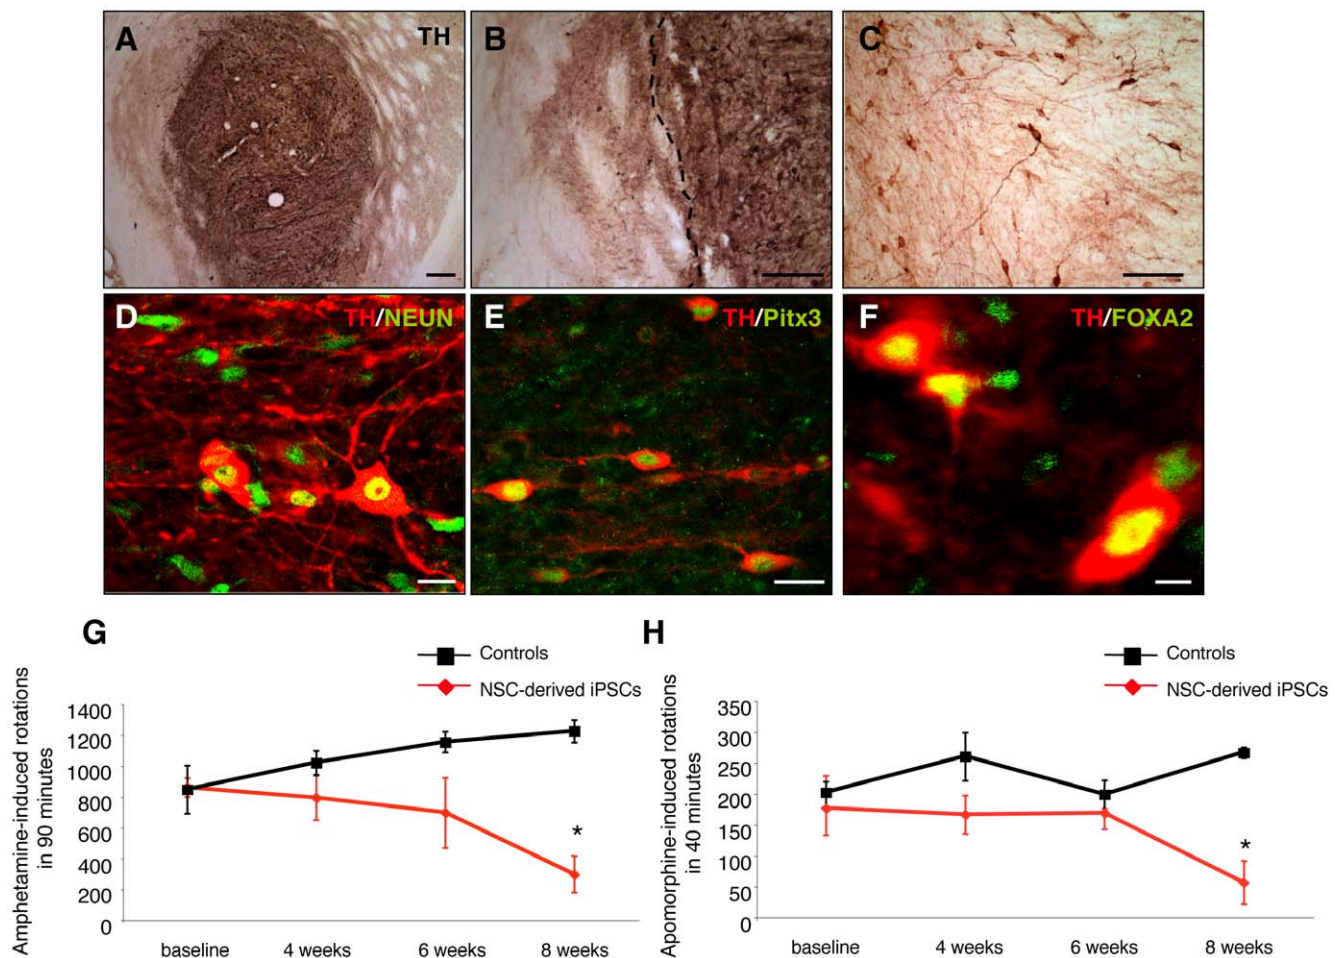 A
TH
B
C
D
TH/NEUN
E
TH/Pitx3
F
TH/FOXA2
G
Controls
NSC-derived iPSCs
Amphetamine-induced rotations
in 90 minutes
1400
1200
1000
800
600
400
200
0
baseline
4 weeks
6 weeks
8 weeks
*
H
Controls
NSC-derived iPSCs
Apomorphine-induced rotations
in 40 minutes
350
300
250
200
150
100
50
0
baseline
4 weeks
6 weeks
8 weeks
*